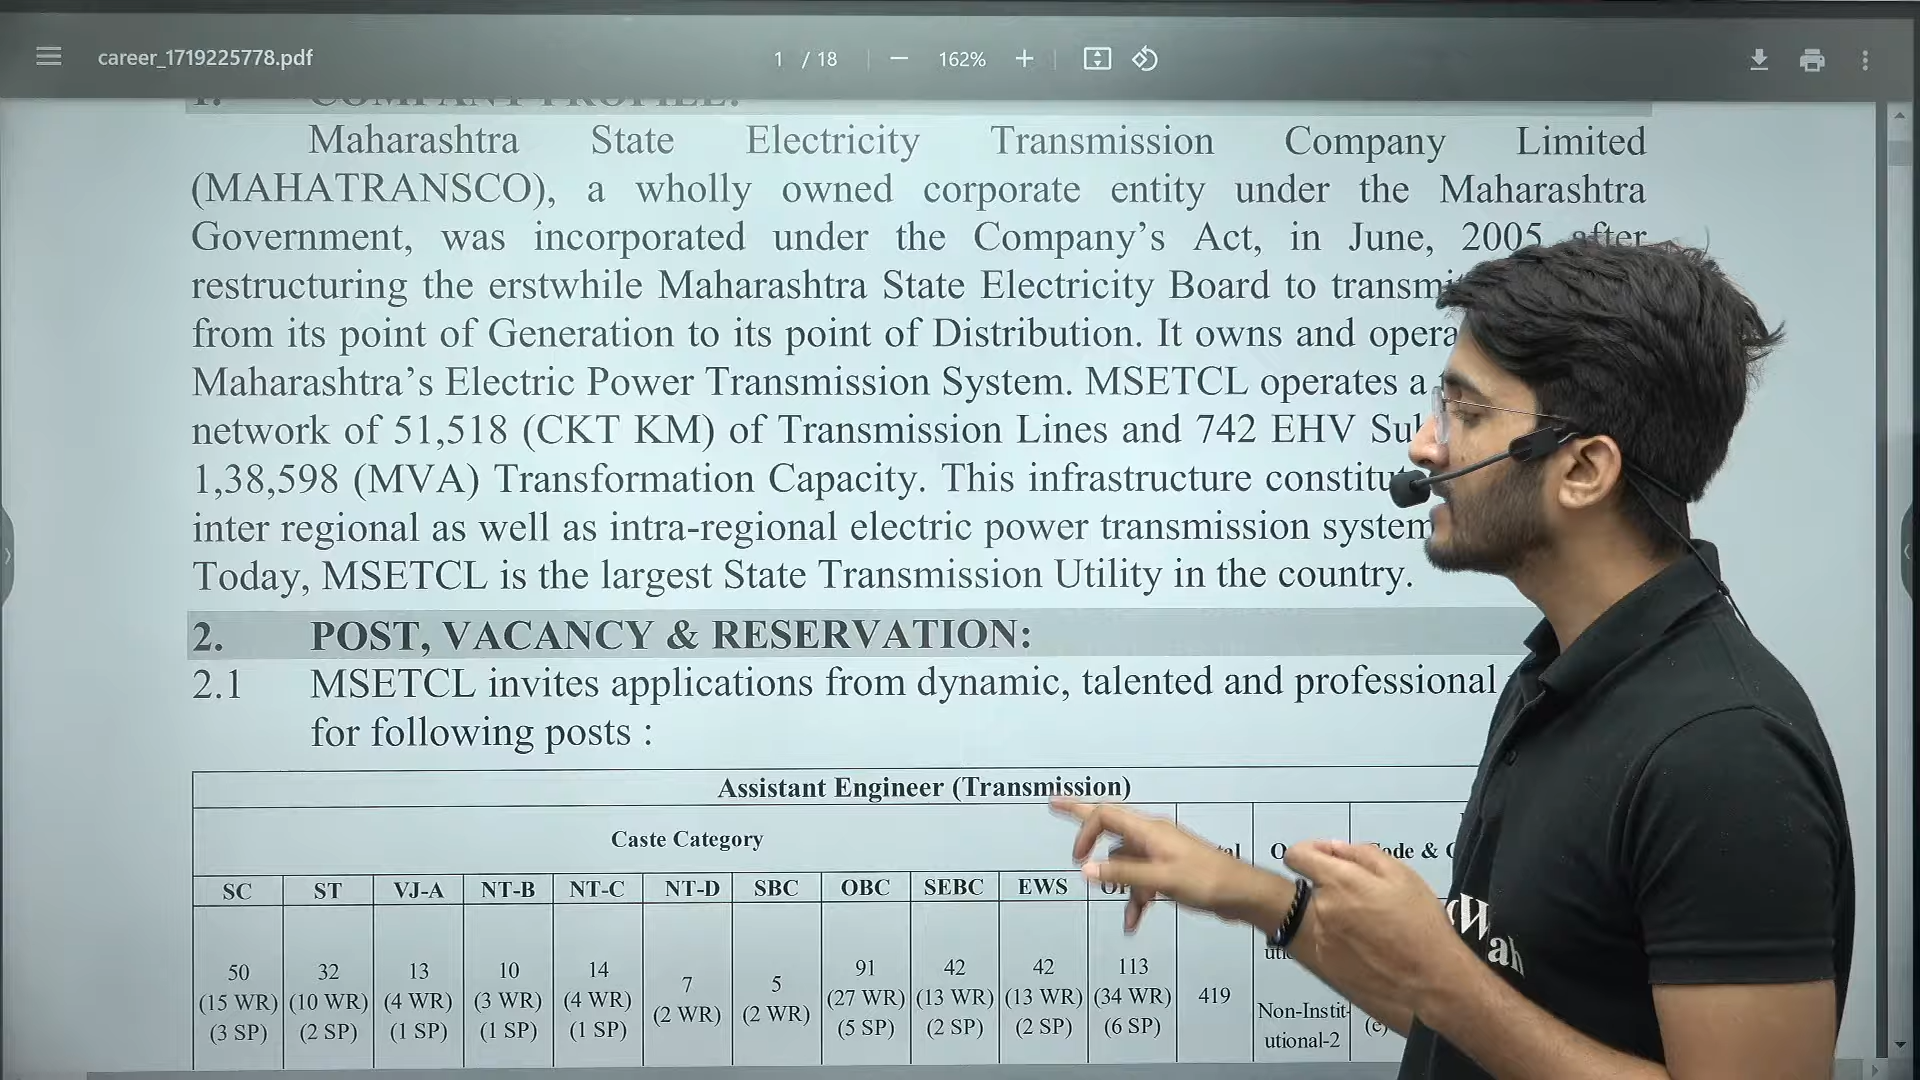 career_1719225778.pdf
1 / 18
162%
1. COMPANY PROFILE:
Maharashtra State Electricity Transmission Company Limited
(MAHATRANSCO), a wholly owned corporate entity under the Maharashtra
Government, was incorporated under the Company's Act, in June, 2005 after
restructuring the erstwhile Maharashtra State Electricity Board to transmi
from its point of Generation to its point of Distribution. It owns and opera
Maharashtra's Electric Power Transmission System. MSETCL operates a
network of 51,518 (CKT KM) of Transmission Lines and 742 EHV Su
1,38,598 (MVA) Transformation Capacity. This infrastructure constitu
inter regional as well as intra-regional electric power transmission system
Today, MSETCL is the largest State Transmission Utility in the country.
2. POST, VACANCY & RESERVATION:
2.1 MSETCL invites applications from dynamic, talented and professional
for following posts :
Assistant Engineer (Transmission)
Caste Category
SC ST VJ-A NT-B NT-C NT-D SBC OBC SEBC EWS
50 32 13 10 14 7 5 91 42 42 113 419
(15 WR) (10 WR) (4 WR) (3 WR) (4 WR) (2 WR) (2 WR) (27 WR) (13 WR) (13 WR) (34 WR)
(3 SP) (2 SP) (1 SP) (1 SP) (1 SP) (5 SP) (2 SP) (2 SP) (6 SP)
Non-Instit-
utional-2
(e)